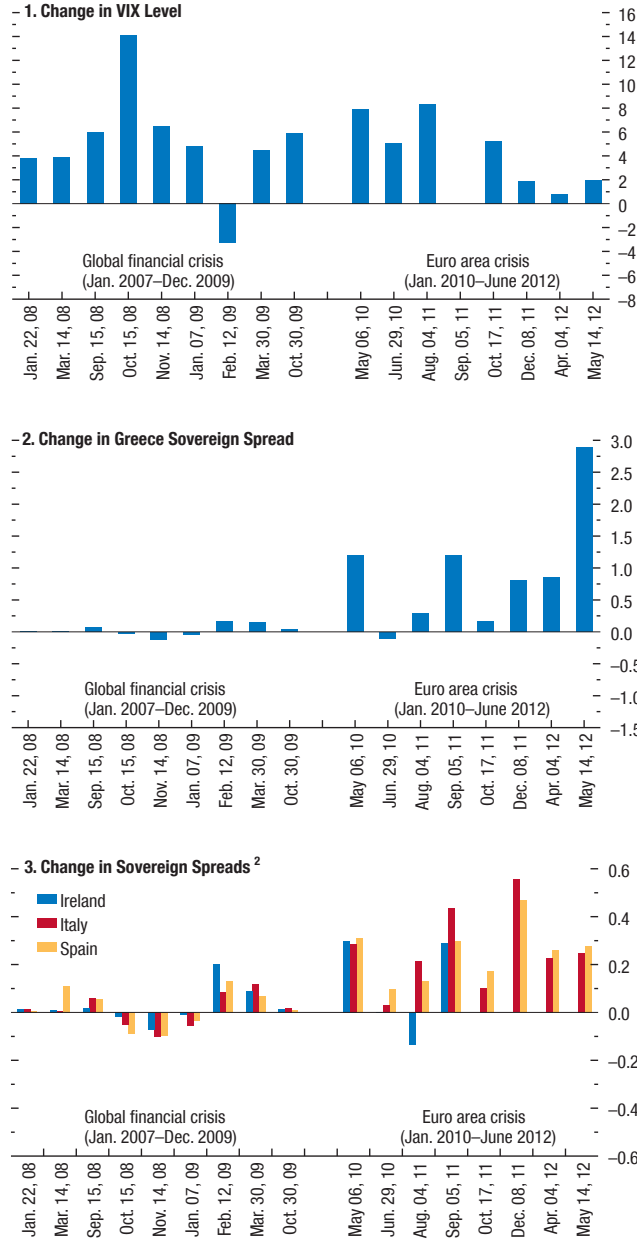 1. Change in VIX Level
16
14
12
10
8
6
4
2
0
–2
–4
–6
–8
Global financial crisis
(Jan. 2007–Dec. 2009)
Euro area crisis
(Jan. 2010–June 2012)
Jan. 22, 08
Mar. 14, 08
Sep. 15, 08
Oct. 15, 08
Nov. 14, 08
Jan. 07, 09
Feb. 12, 09
Mar. 30, 09
Oct. 30, 09
May 06, 10
Jun. 29, 10
Aug. 04, 11
Sep. 05, 11
Oct. 17, 11
Dec. 08, 11
Apr. 04, 12
May 14, 12
2. Change in Greece Sovereign Spread
3.0
2.5
2.0
1.5
1.0
0.5
0.0
–0.5
–1.0
–1.5
Global financial crisis
(Jan. 2007–Dec. 2009)
Euro area crisis
(Jan. 2010–June 2012)
Jan. 22, 08
Mar. 14, 08
Sep. 15, 08
Oct. 15, 08
Nov. 14, 08
Jan. 07, 09
Feb. 12, 09
Mar. 30, 09
Oct. 30, 09
May 06, 10
Jun. 29, 10
Aug. 04, 11
Sep. 05, 11
Oct. 17, 11
Dec. 08, 11
Apr. 04, 12
May 14, 12
3. Change in Sovereign Spreads ²
Ireland
Italy
Spain
0.6
0.4
0.2
0.0
–0.2
–0.4
–0.6
Global financial crisis
(Jan. 2007–Dec. 2009)
Euro area crisis
(Jan. 2010–June 2012)
Jan. 22, 08
Mar. 14, 08
Sep. 15, 08
Oct. 15, 08
Nov. 14, 08
Jan. 07, 09
Feb. 12, 09
Mar. 30, 09
Oct. 30, 09
May 06, 10
Jun. 29, 10
Aug. 04, 11
Sep. 05, 11
Oct. 17, 11
Dec. 08, 11
Apr. 04, 12
May 14, 12